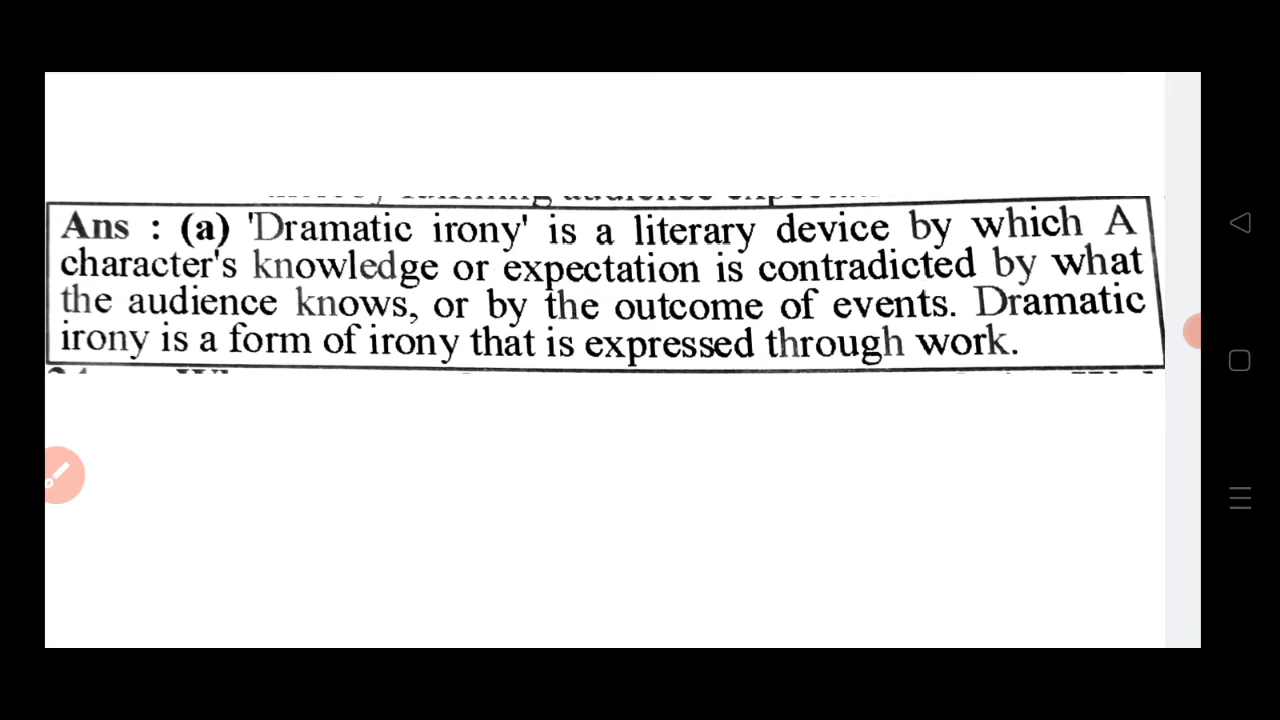 Ans : (a) 'Dramatic irony' is a literary device by which A
character's knowledge or expectation is contradicted by what
the audience knows, or by the outcome of events. Dramatic
irony is a form of irony that is expressed through work.